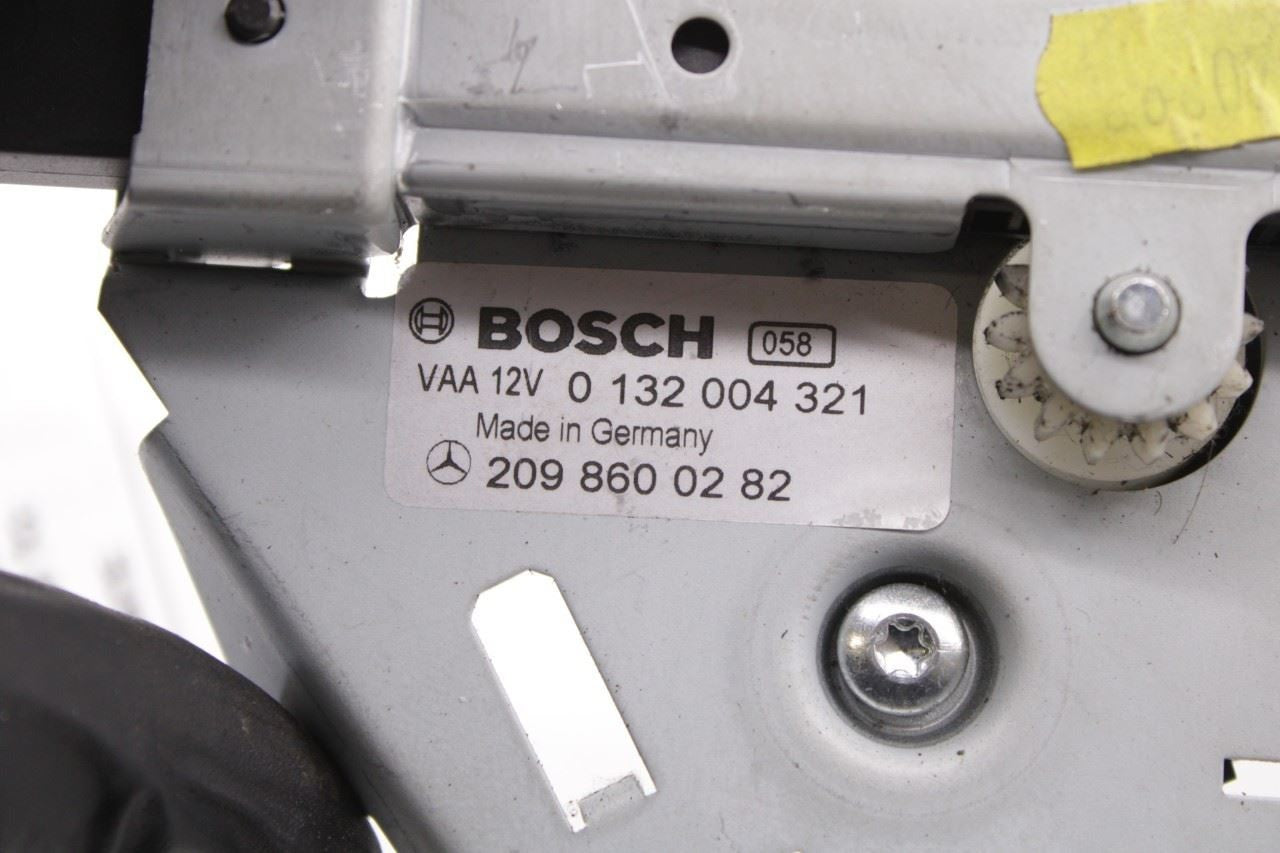 BOSCH 058
VAA 12V 0 132 004 321
Made in Germany
209 860 02 82